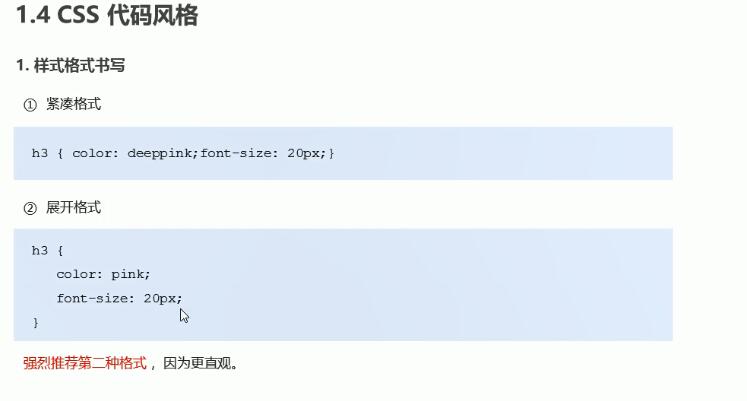 1.4 CSS 代码风格
1. 样式格式书写
① 紧凑格式
h3 { color: deeppink;font-size: 20px;}
② 展开格式
h3 {
color: pink;
font-size: 20px;
}
强烈推荐第二种格式，因为更直观。